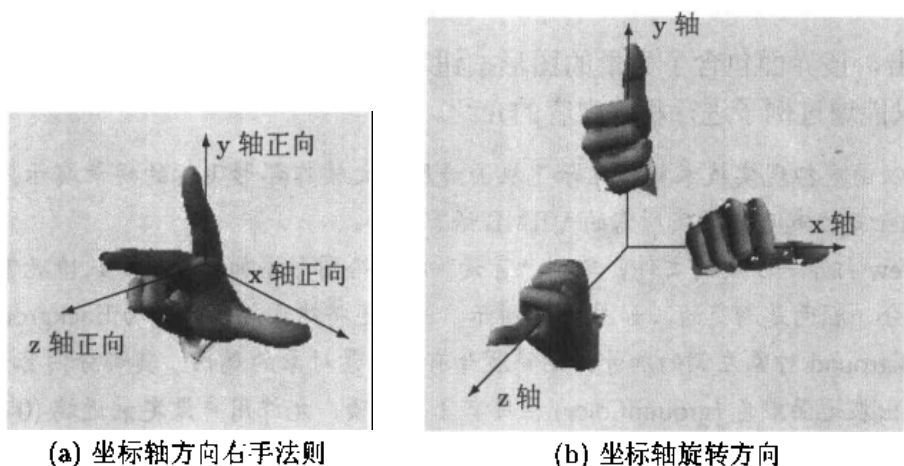 y 轴正向
x 轴正向
z 轴正向
(a) 坐标轴方向右手法则
y 轴
x 轴
z 轴
(b) 坐标轴旋转方向